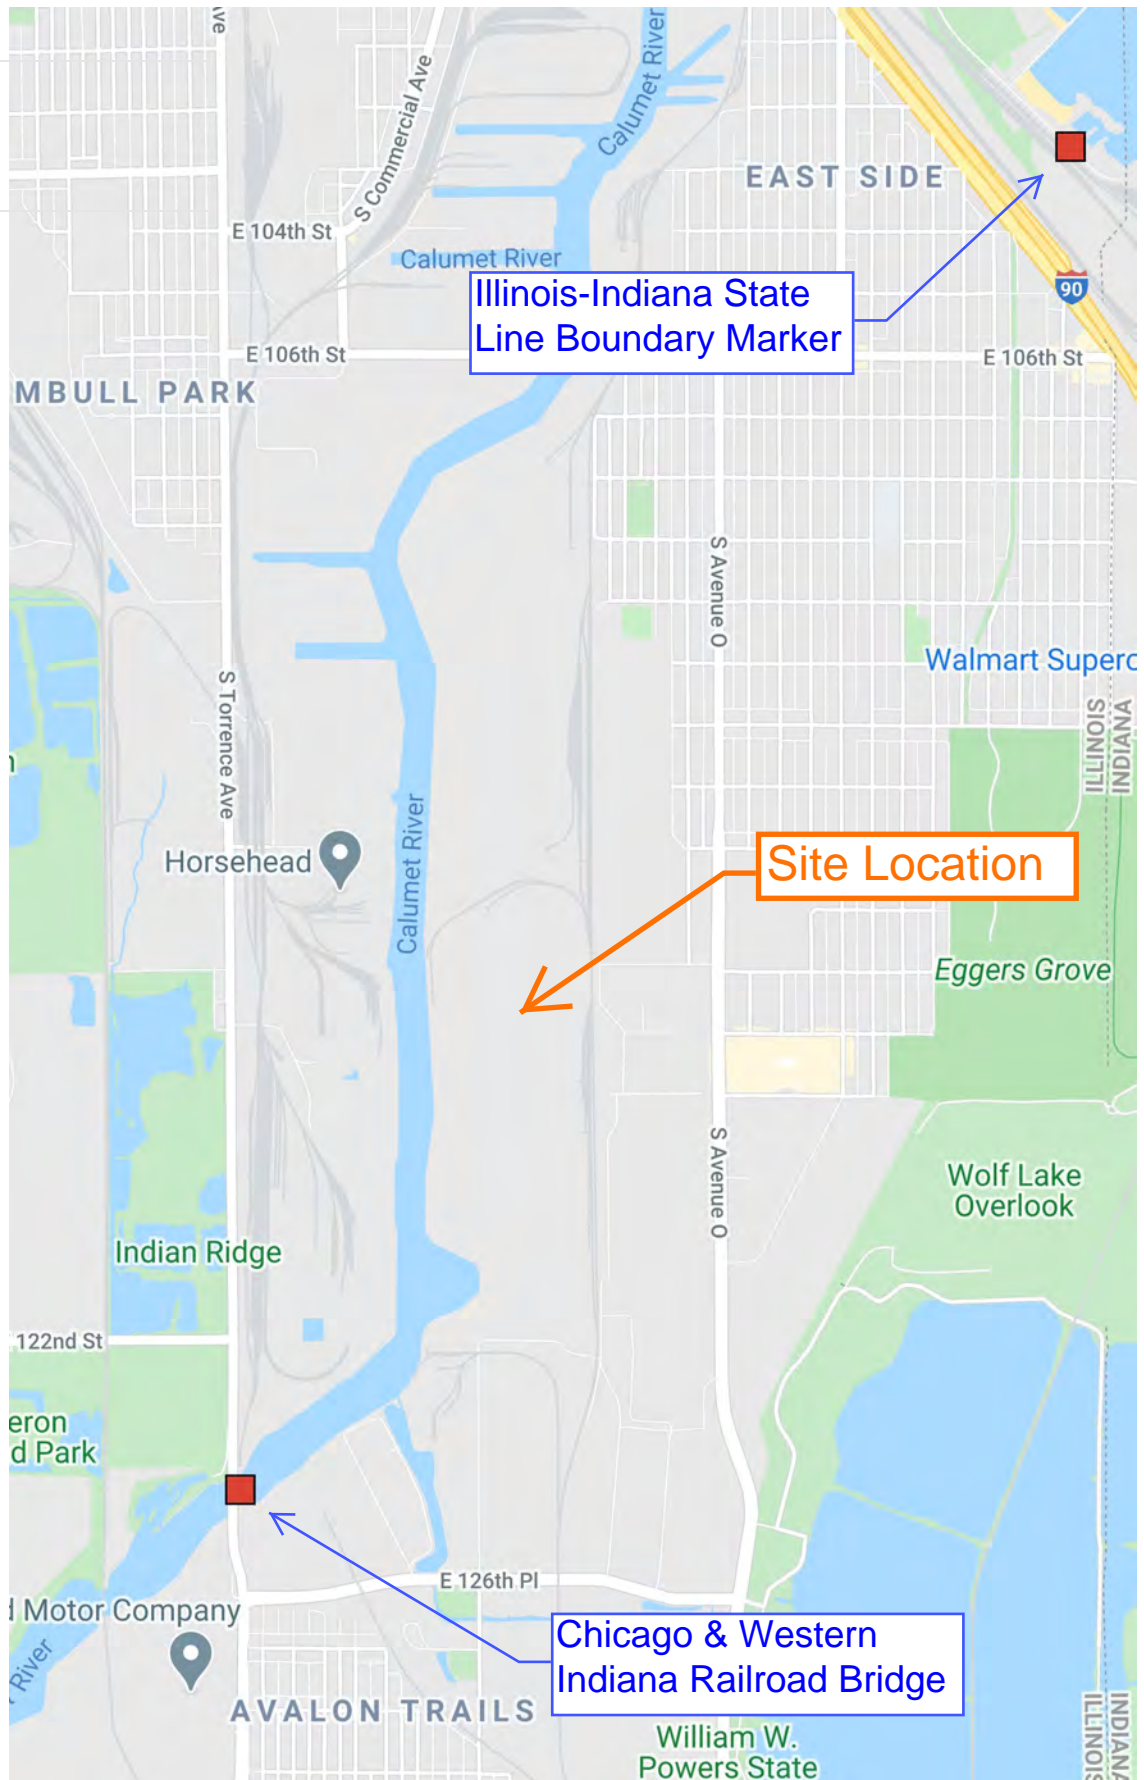 Ave
S Commercial Ave
Calumet River
EAST SIDE
E 104th St
Calumet River
90
Illinois-Indiana State
Line Boundary Marker
E 106th St
E 106th St
MBULL PARK
S Avenue O
Walmart Superc
S Torrence Ave
ILLINOIS
INDIANA
Calumet River
Horsehead
Site Location
Eggers Grove
S Avenue O
Wolf Lake
Overlook
Indian Ridge
122nd St
eron
d Park
E 126th Pl
d Motor Company
Chicago & Western
Indiana Railroad Bridge
River
AVALON TRAILS
William W.
Powers State
ILLINOIS
INDIANA